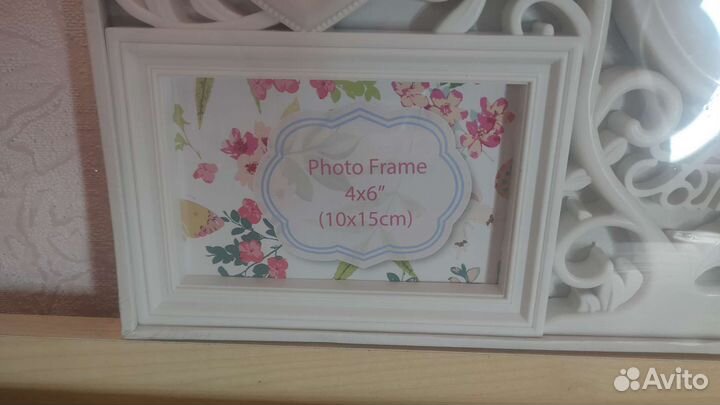 Photo Frame
4x6”
(10x15cm)
Avito